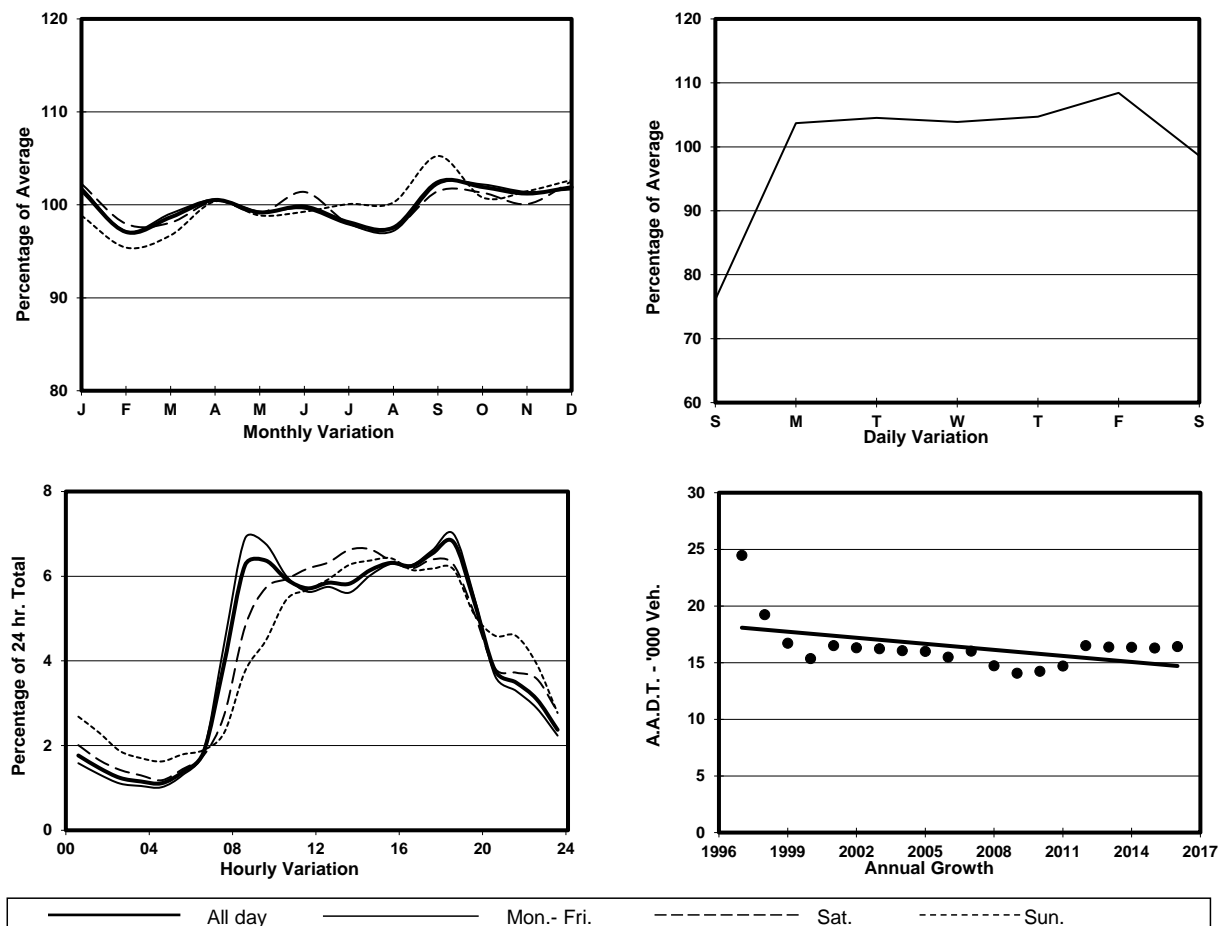 120
110
100
90
80
Percentage of Average
J F M A M J J A S O N D
Monthly Variation
120
110
100
90
80
70
60
Percentage of Average
S M T W T F S
Daily Variation
8
6
4
2
0
Percentage of 24 hr. Total
00 04 08 12 16 20 24
Hourly Variation
30
25
20
15
10
5
0
A.A.D.T. - '000 Veh.
1996 1999 2002 2005 2008 2011 2014 2017
Annual Growth
All day Mon.- Fri. Sat. Sun.